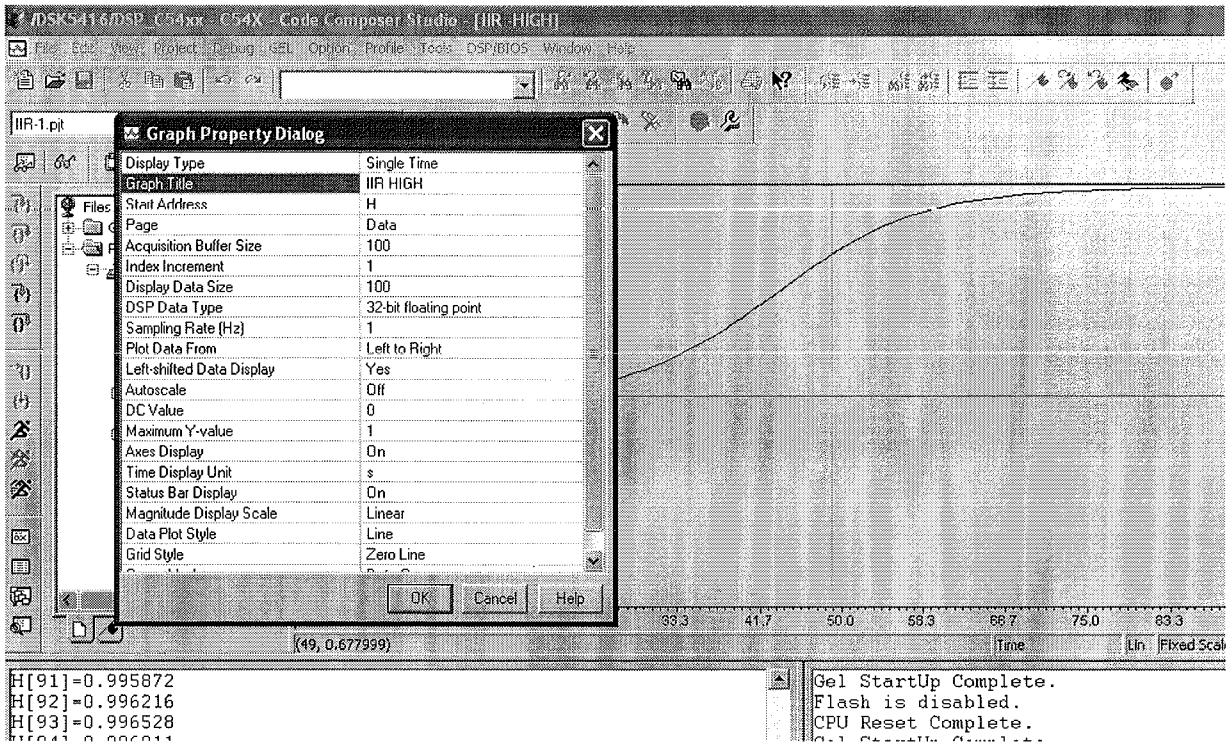 /DSK5416/DSP_C54xx - C54X - Code Composer Studio - [IIR HIGH]
File Edit View Project Debug GEL Option Profile Tools DSP/BIOS Window Help
IIR-1.pjt
Graph Property Dialog
Files
Display Type Single Time
Graph Title IIR HIGH
Start Address H
Page Data
Acquisition Buffer Size 100
Index Increment 1
Display Data Size 100
DSP Data Type 32-bit floating point
Sampling Rate (Hz) 1
Plot Data From Left to Right
Left-shifted Data Display Yes
Autoscale Off
DC Value 0
Maximum Y-value 1
Axes Display On
Time Display Unit s
Status Bar Display On
Magnitude Display Scale Linear
Data Plot Style Line
Grid Style Zero Line
OK Cancel Help
33.3 41.7 50.0 58.3 66.7 75.0 83.3
(49, 0.677999) Time Lin Fixed Scal
H[91]=0.995872
H[92]=0.996216
H[93]=0.996528
Gel StartUp Complete.
Flash is disabled.
CPU Reset Complete.